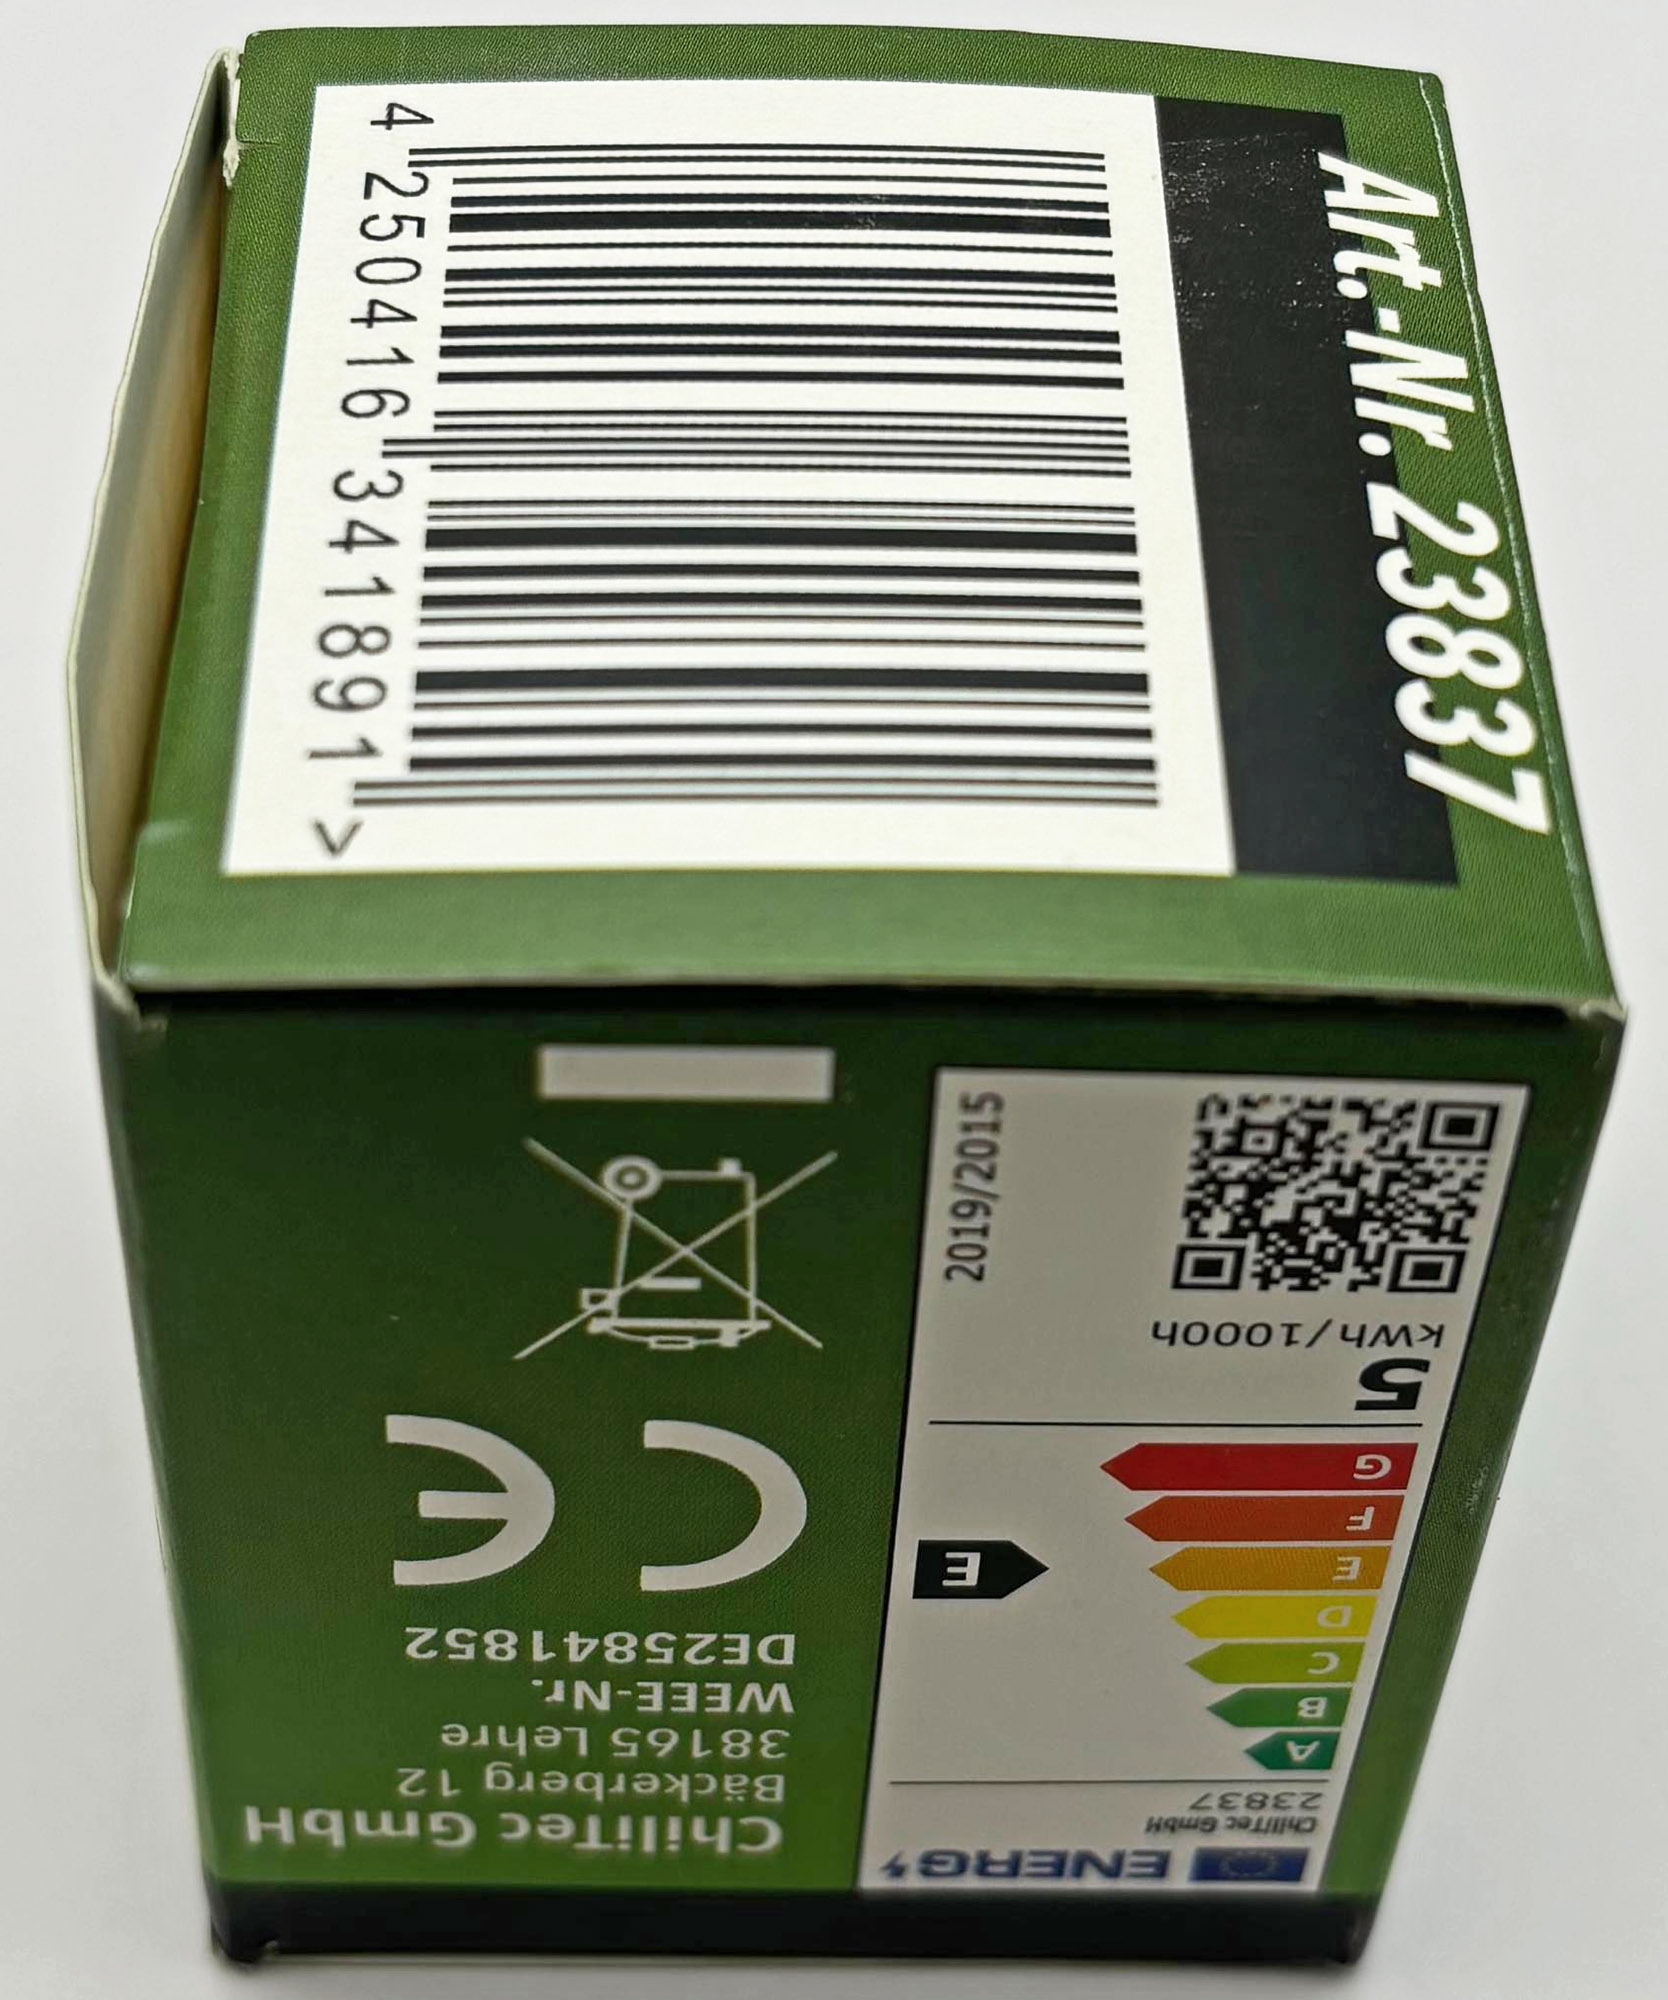 Art.-Nr. 23837
4 250416 341891 >
ENERG
ChiliTec GmbH
23837
A
B
C
D
E
F
G
E
5
kWh/1000h
2019/2015
ChiliTec GmbH
Bäckerberg 12
38165 Lehre
WEEE-Nr.
DE25841852
CE